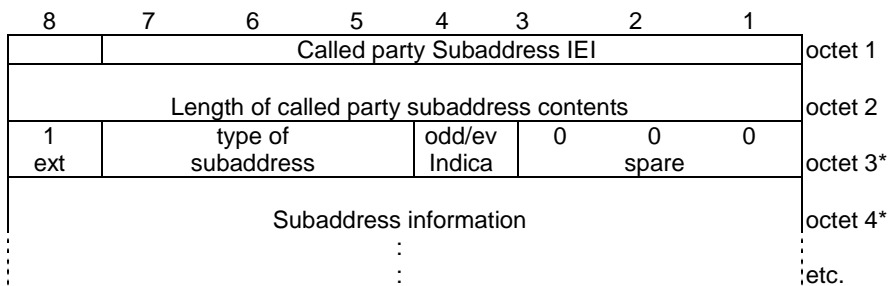 8 7 6 5 4 3 2 1
Called party Subaddress IEI octet 1
Length of called party subaddress contents octet 2
1 type of odd/ev 0 0 0
ext subaddress Indica spare octet 3*
Subaddress information octet 4*
:
: etc.